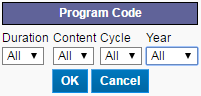 Program Code
Duration Content Cycle Year
All All All All
OK Cancel